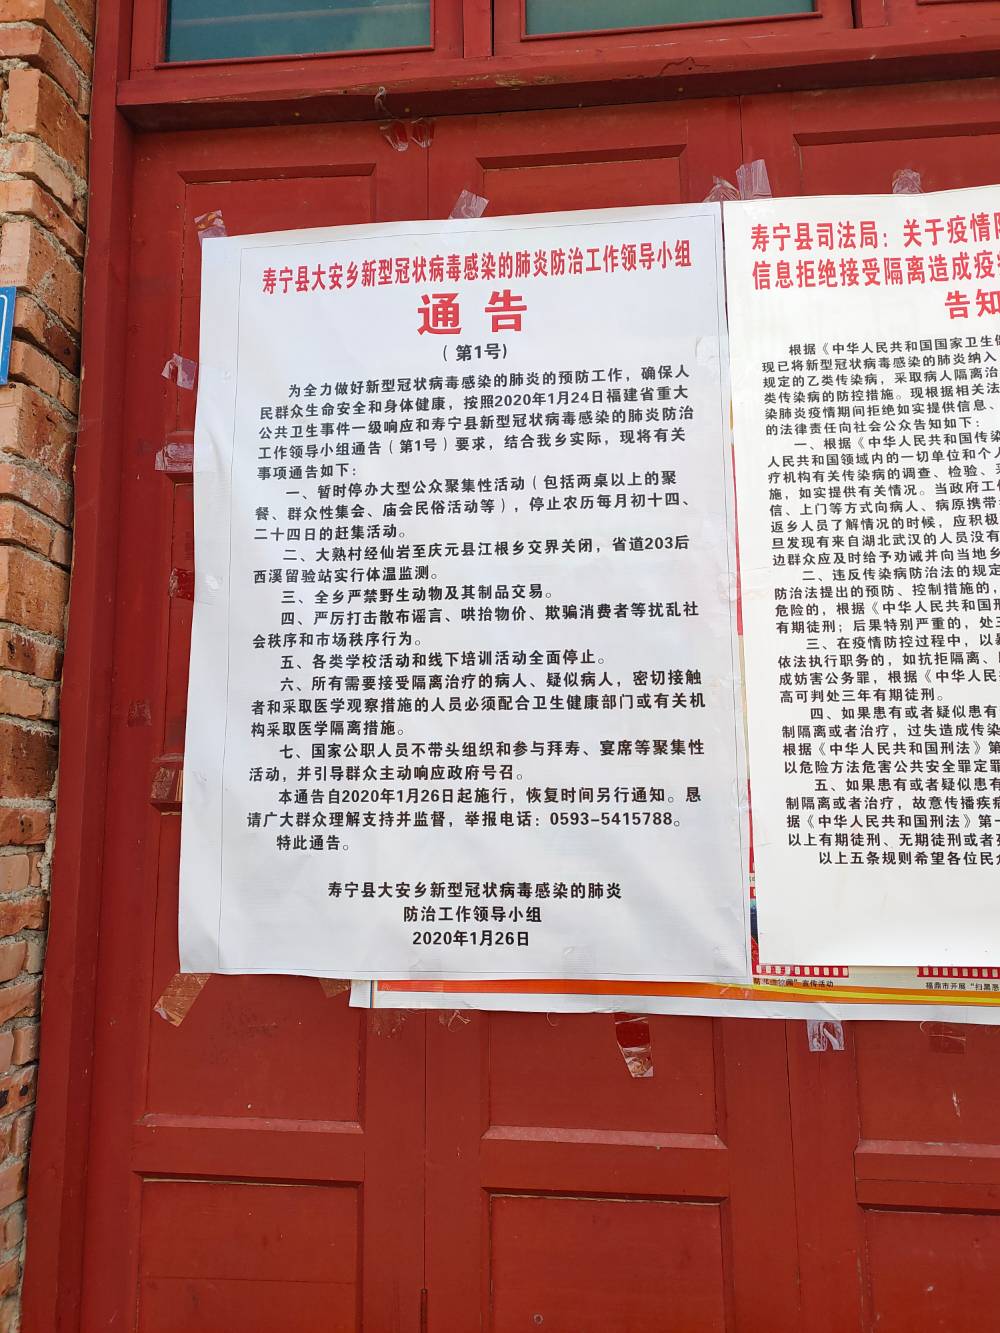 寿宁县大安乡新型冠状病毒感染的肺炎防治工作领导小组
通告
(第1号)
为全力做好新型冠状病毒感染的肺炎的预防工作，确保人
民群众生命安全和身体健康，按照2020年1月24日福建省重大
公共卫生事件一级响应和寿宁县新型冠状病毒感染的肺炎防治
工作领导小组通告（第1号）要求，结合我乡实际，现将有关
事项通告如下：
一、暂时停办大型公众聚集性活动（包括两桌以上的聚
餐、群众性集会、庙会民俗活动等），停止农历每月初十四、
二十四日的赶集活动。
二、大熟村经仙岩至庆元县江根乡交界关闭，省道203后
西溪留验站实行体温监测。
三、全乡严禁野生动物及其制品交易。
四、严厉打击散布谣言、哄抬物价、欺骗消费者等扰乱社
会秩序和市场秩序行为。
五、各类学校活动和线下培训活动全面停止。
六、所有需要接受隔离治疗的病人、疑似病人，密切接触
者和采取医学观察措施的人员必须配合卫生健康部门或有关机
构采取医学隔离措施。
七、国家公职人员不带头组织和参与拜寿、宴席等聚集性
活动，并引导群众主动响应政府号召。
本通告自2020年1月26日起施行，恢复时间另行通知。恳
请广大群众理解支持并监督，举报电话：0593-5415788。
特此通告。
寿宁县大安乡新型冠状病毒感染的肺炎
防治工作领导小组
2020年1月26日
寿宁县司法局：关于疫情
信息拒绝接受隔离造成疫
告知
根据《中华人民共和国国家卫生
现已将新型冠状病毒感染的肺炎纳入
规定的乙类传染病，采取病人隔离治
类传染病的防控措施。现根据相关法
染肺炎疫情期间拒绝如实提供信息、
的法律责任向社会公众告知如下：
一、根据《中华人民共和国传染
人民共和国领域内的一切单位和个人
疗机构有关传染病的调查、检验、
施，如实提供有关情况。当政府工
信、上门等方式向病人、病原携带
返乡人员了解情况的时候，应积极
旦发现有来自湖北武汉的人员没有
边群众应及时给予劝诫并向当地乡
二、违反传染病防治法的规定
防治法提出的预防、控制措施的，
危险的，根据《中华人民共和国刑
有期徒刑；后果特别严重的，处三
三、在疫情防控过程中，以暴
依法执行职务的，如抗拒隔离、
成妨害公务罪，根据《中华人民
高可判处三年有期徒刑。
四、如果患有或者疑似患有
制隔离或者治疗，过失造成传染
根据《中华人民共和国刑法》第
以危险方法危害公共安全罪定罪
五、如果患有或者疑似患有
制隔离或者治疗，故意传播疾病
据《中华人民共和国刑法》第一
以上有期徒刑、无期徒刑或者死
以上五条规则希望各位民众
宣传活动
福鼎市开展“扫黑恶